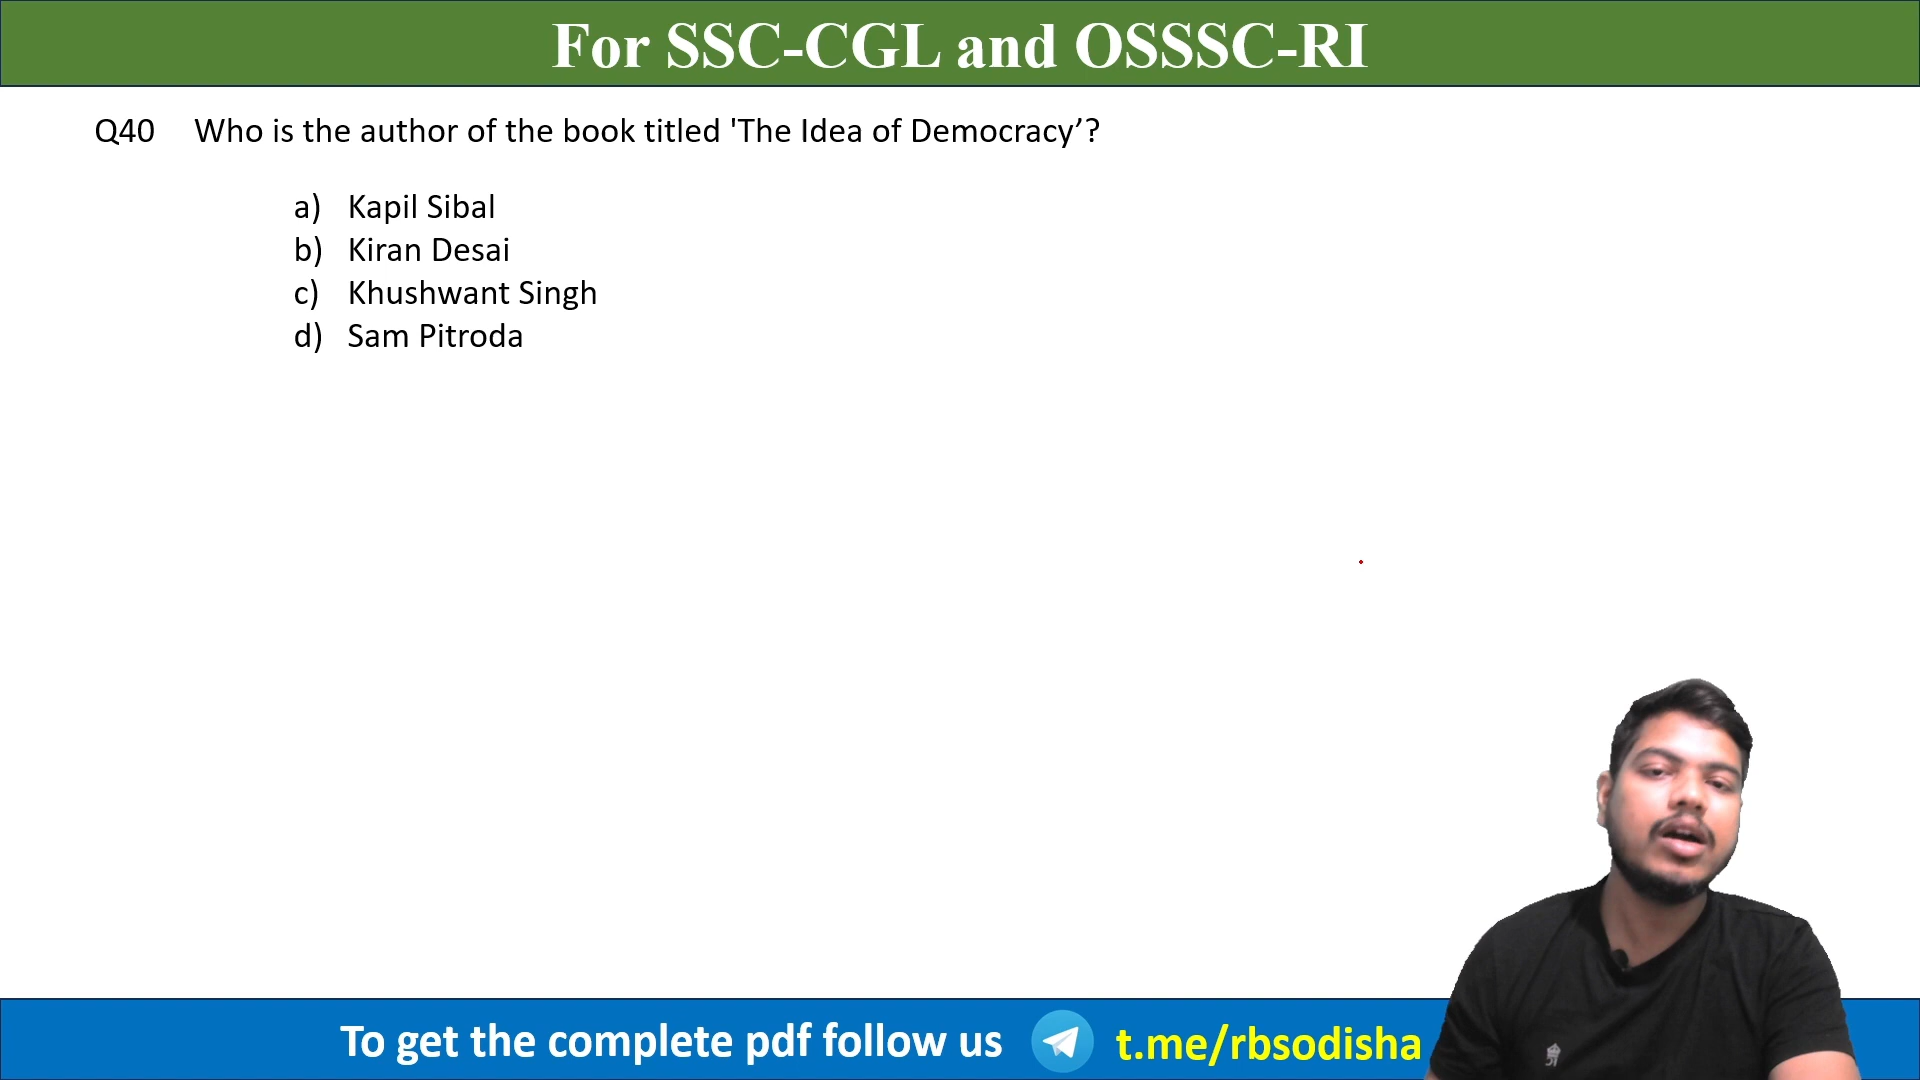 For SSC-CGL and OSSSC-RI
Q40 Who is the author of the book titled 'The Idea of Democracy’?
a) Kapil Sibal
b) Kiran Desai
c) Khushwant Singh
d) Sam Pitroda
To get the complete pdf follow us t.me/rbsodisha